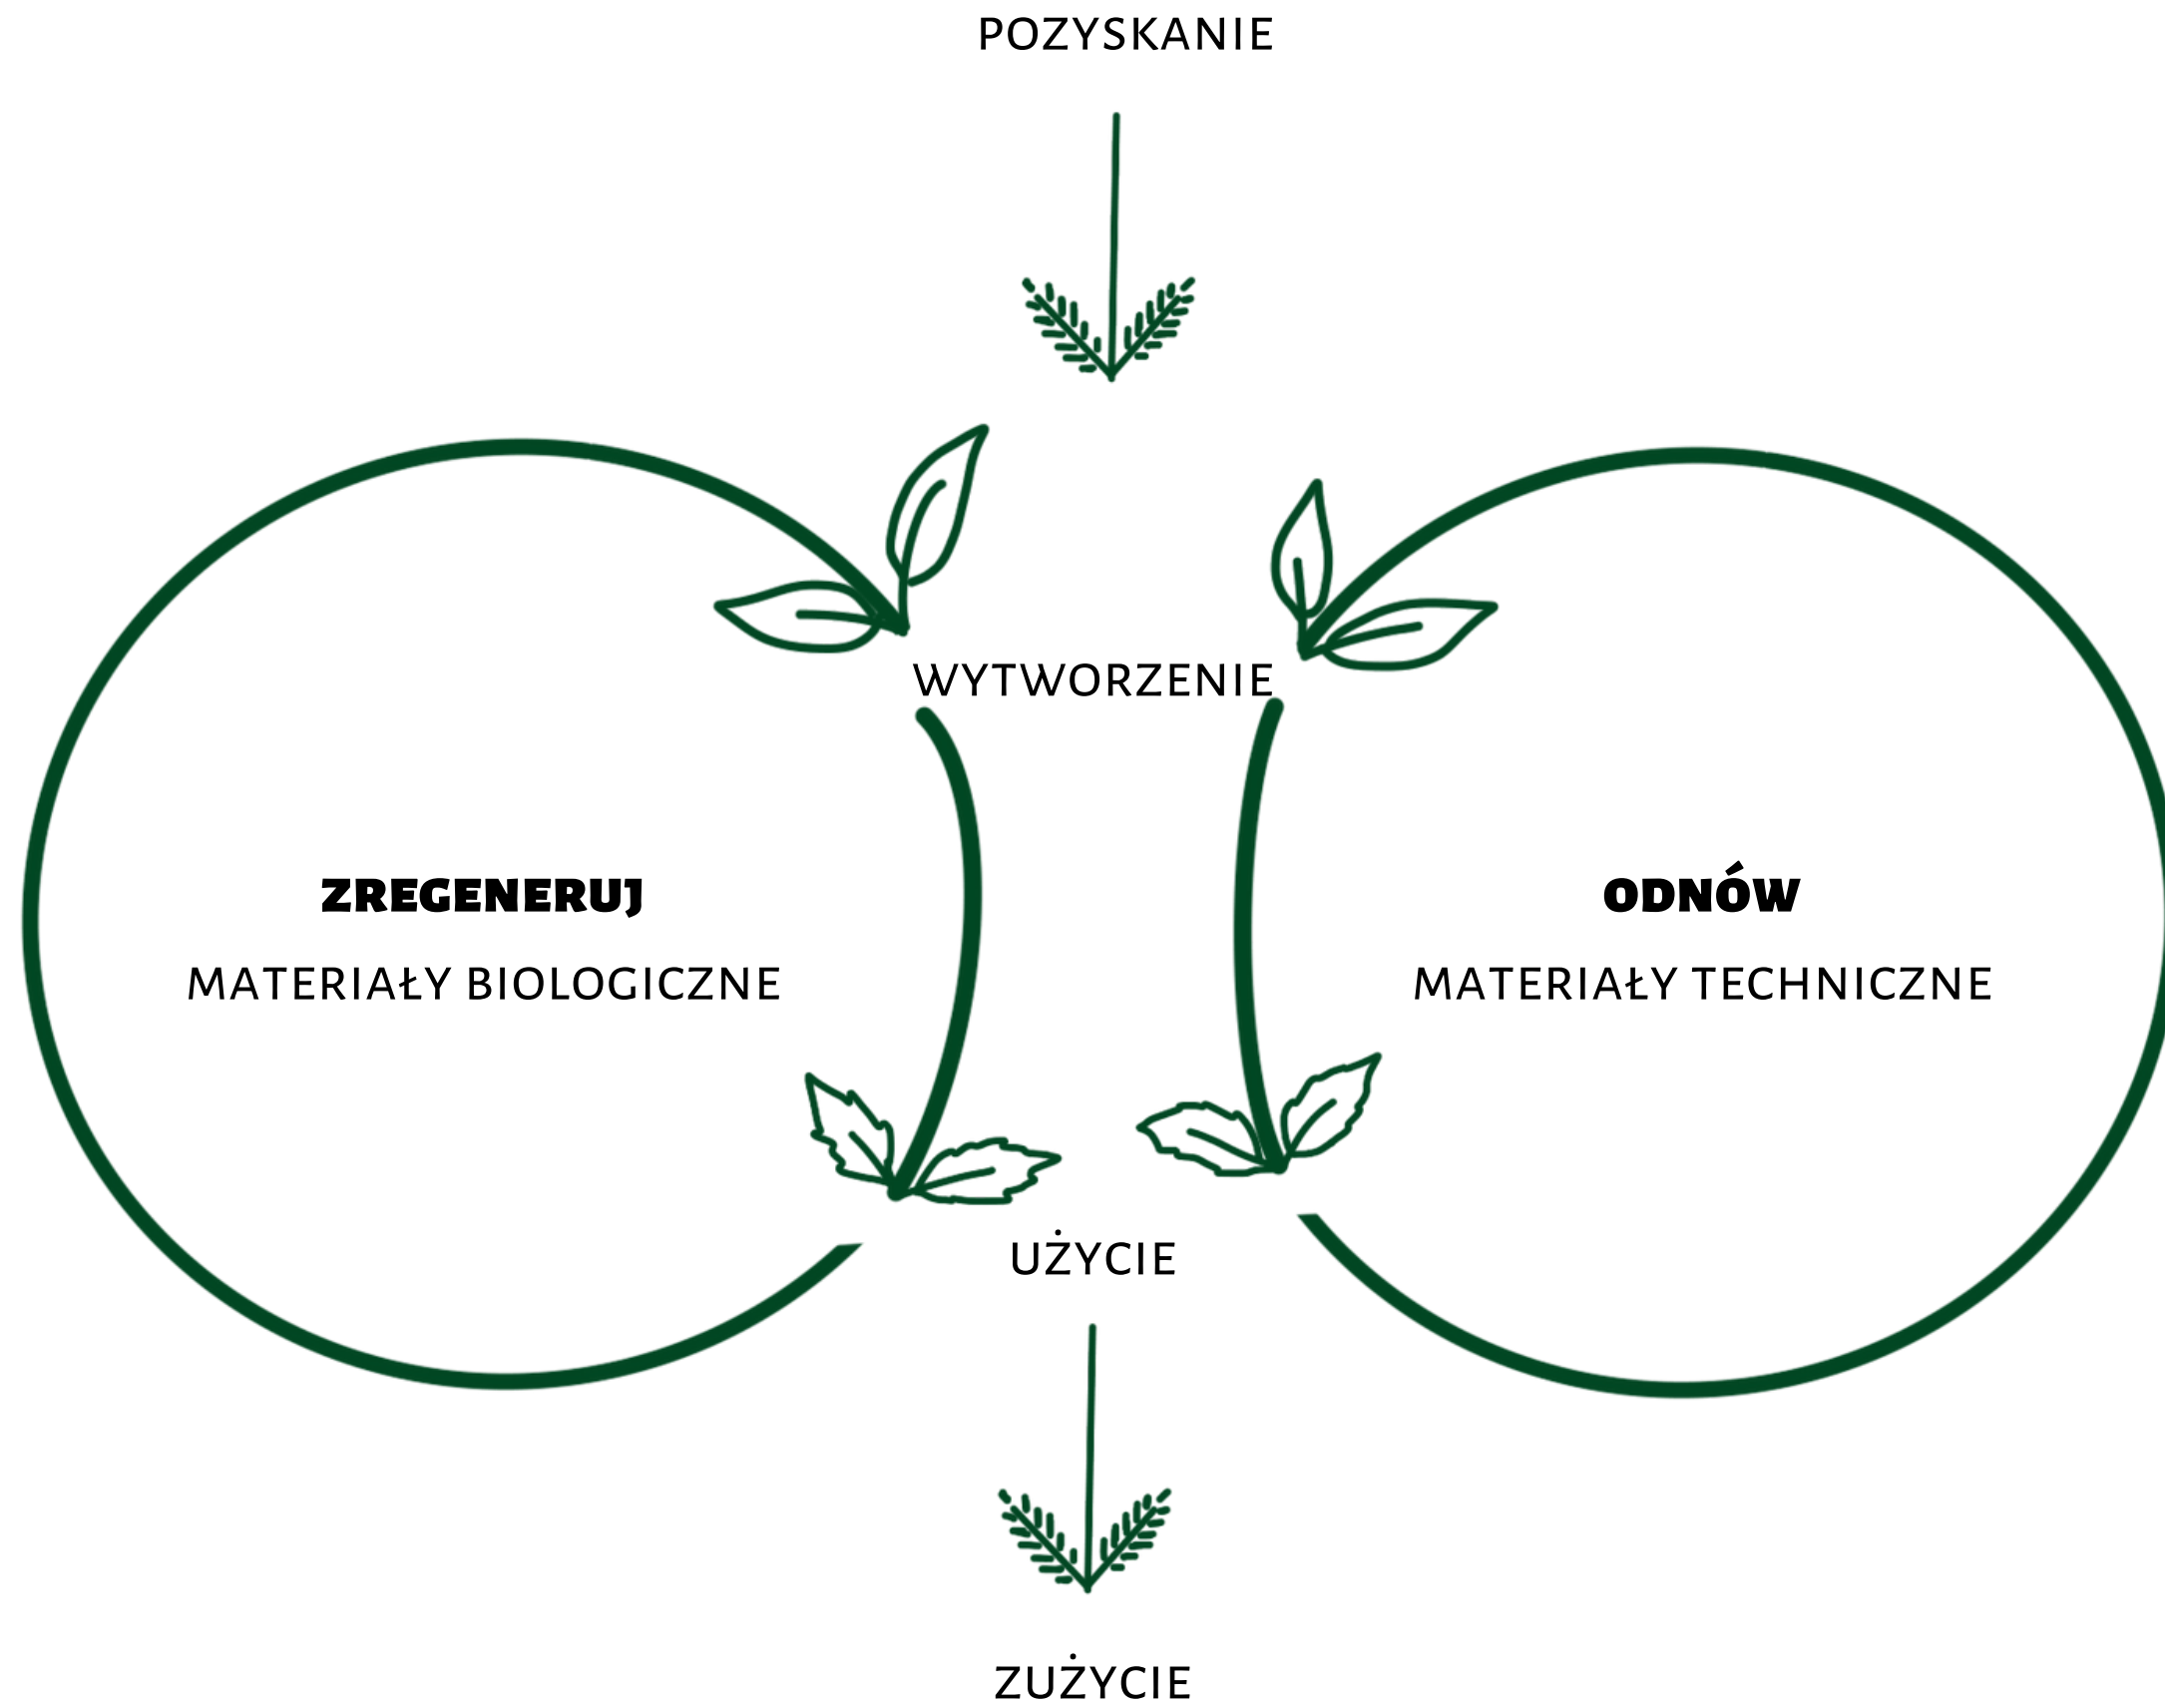 POZYSKANIE
WYTWORZENIE
ZREGENERUJ
MATERIAŁY BIOLOGICZNE
ODNÓW
MATERIAŁY TECHNICZNE
UŻYCIE
ZUŻYCIE